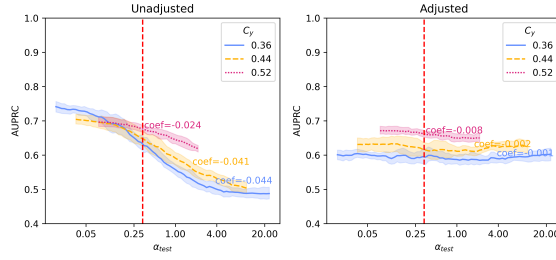 Unadjusted
1.0
0.9
0.8
0.7
0.6
0.5
0.4
AUPRC
C_y
0.36
0.44
0.52
coef=-0.024
coef=-0.041
coef=-0.044
0.05
0.25
1.00
4.00
20.00
α_test
Adjusted
1.0
0.9
0.8
0.7
0.6
0.5
0.4
AUPRC
C_y
0.36
0.44
0.52
coef=-0.008
coef=-0.002
coef=-0.001
0.05
0.25
1.00
4.00
20.00
α_test